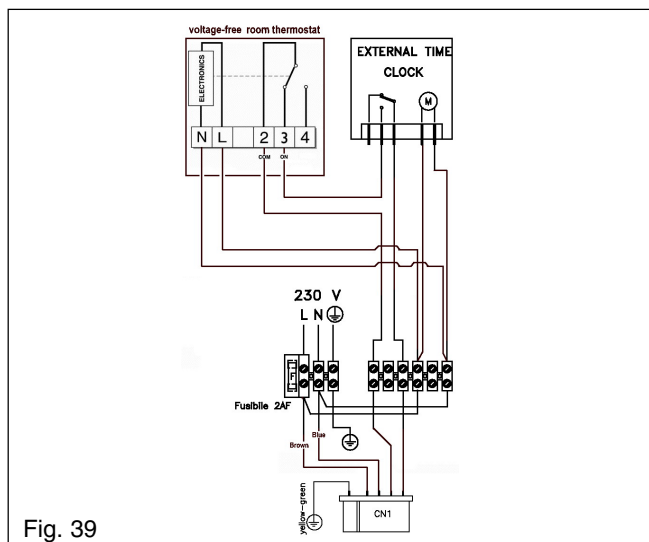 voltage-free room thermostat
ELECTRONICS
N L 2 3 4
COM ON
EXTERNAL TIME
CLOCK
M
230 V
L N
F
Fusibile 2AF
Brown
Blue
yellow-green
CN1
Fig. 39